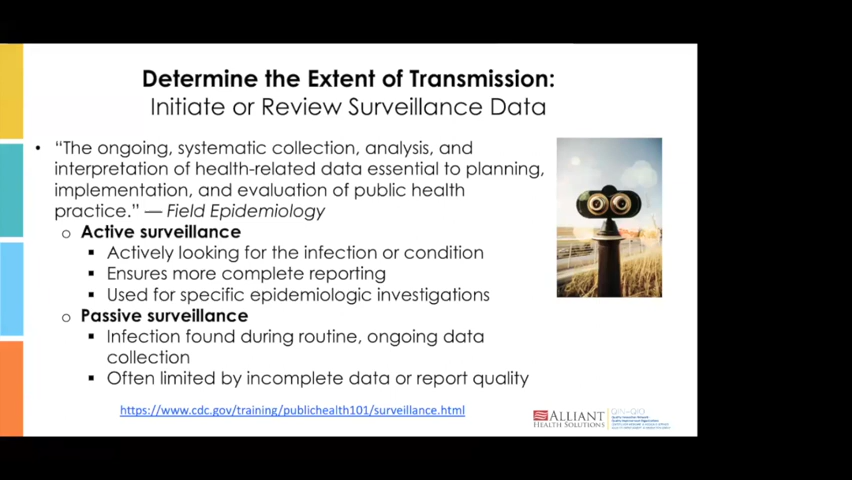 Determine the Extent of Transmission:
Initiate or Review Surveillance Data
• “The ongoing, systematic collection, analysis, and
interpretation of health-related data essential to planning,
implementation, and evaluation of public health
practice.” — Field Epidemiology
o Active surveillance
▪ Actively looking for the infection or condition
▪ Ensures more complete reporting
▪ Used for specific epidemiologic investigations
o Passive surveillance
▪ Infection found during routine, ongoing data
collection
▪ Often limited by incomplete data or report quality
https://www.cdc.gov/training/publichealth101/surveillance.html
ALLIANT
HEALTH SOLUTIONS
QIN-QIO